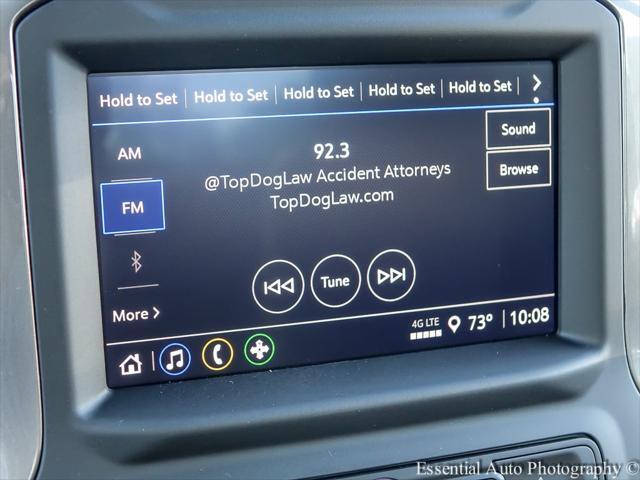 Hold to Set Hold to Set Hold to Set Hold to Set Hold to Set >
AM
92.3
Sound
@TopDogLaw Accident Attorneys
Browse
FM
TopDogLaw.com
Tune
More >
4G LTE 73° 10:08
Essential Auto Photography